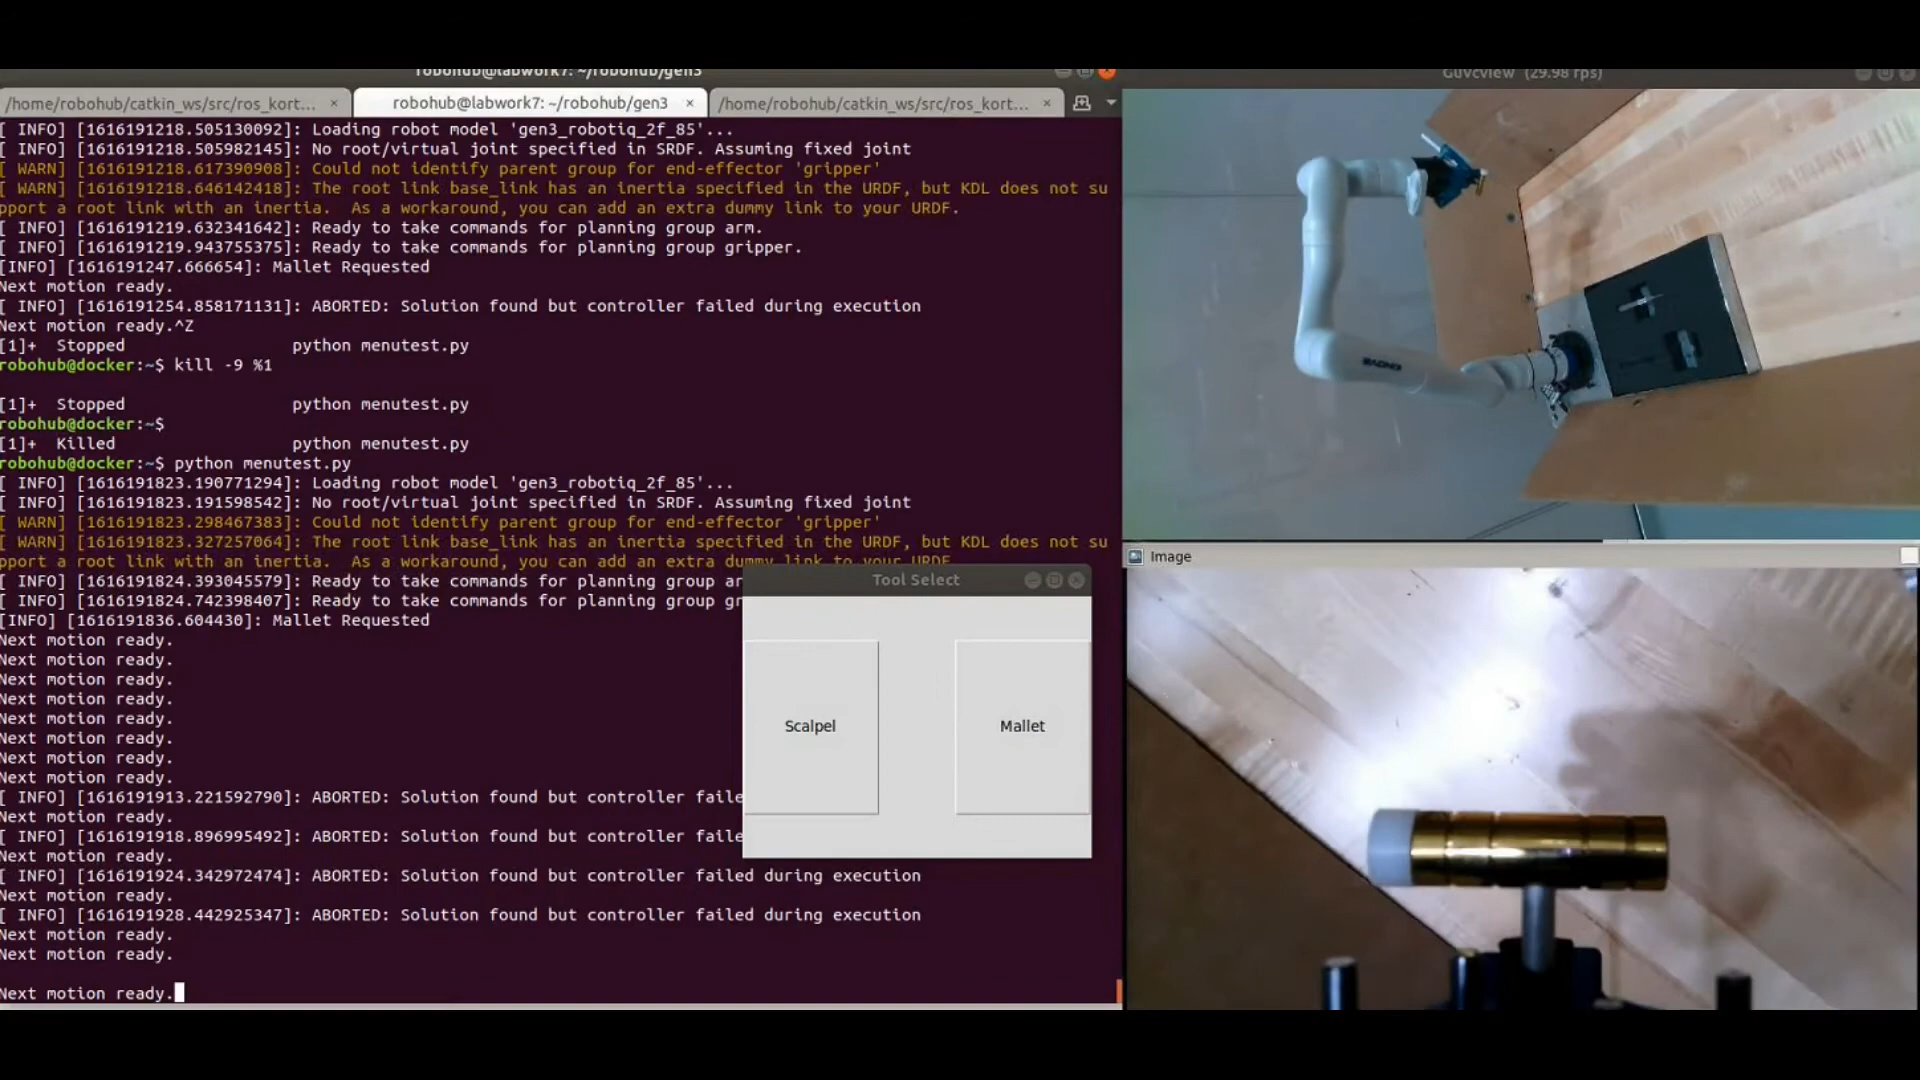 robohub@labwork7: ~/robohub/gen3
/home/robohub/catkin_ws/src/ros_kort... × robohub@labwork7: ~/robohub/gen3 × /home/robohub/catkin_ws/src/ros_kort... ×
[ INFO] [1616191218.505130092]: Loading robot model 'gen3_robotiq_2f_85'...
[ INFO] [1616191218.505982145]: No root/virtual joint specified in SRDF. Assuming fixed joint
[ WARN] [1616191218.617390908]: Could not identify parent group for end-effector 'gripper'
[ WARN] [1616191218.646142418]: The root link base_link has an inertia specified in the URDF, but KDL does not su
pport a root link with an inertia.  As a workaround, you can add an extra dummy link to your URDF.
[ INFO] [1616191219.632341642]: Ready to take commands for planning group arm.
[ INFO] [1616191219.943755375]: Ready to take commands for planning group gripper.
[INFO] [1616191247.666654]: Mallet Requested
Next motion ready.
[ INFO] [1616191254.858171131]: ABORTED: Solution found but controller failed during execution
Next motion ready.^Z
[1]+  Stopped                 python menutest.py
robohub@docker:~$ kill -9 %1
[1]+  Stopped                 python menutest.py
robohub@docker:~$
[1]+  Killed                  python menutest.py
robohub@docker:~$ python menutest.py
[ INFO] [1616191823.190771294]: Loading robot model 'gen3_robotiq_2f_85'...
[ INFO] [1616191823.191598542]: No root/virtual joint specified in SRDF. Assuming fixed joint
[ WARN] [1616191823.298467383]: Could not identify parent group for end-effector 'gripper'
[ WARN] [1616191823.327257064]: The root link base_link has an inertia specified in the URDF, but KDL does not su
pport a root link with an inertia.  As a workaround, you can add an extra dummy link to your URDF
[ INFO] [1616191824.393045579]: Ready to take commands for planning group ar
[ INFO] [1616191824.742398407]: Ready to take commands for planning group gr
[INFO] [1616191836.604430]: Mallet Requested
Next motion ready.
Next motion ready.
Next motion ready.
Next motion ready.
Next motion ready.
Next motion ready.
Next motion ready.
Next motion ready.
[ INFO] [1616191913.221592790]: ABORTED: Solution found but controller faile
Next motion ready.
[ INFO] [1616191918.896995492]: ABORTED: Solution found but controller faile
Next motion ready.
[ INFO] [1616191924.342972474]: ABORTED: Solution found but controller failed during execution
Next motion ready.
[ INFO] [1616191928.442925347]: ABORTED: Solution found but controller failed during execution
Next motion ready.
Next motion ready.
Next motion ready.
Tool Select
Scalpel
Mallet
Guvcview (29.98 fps)
KINOVA
Image